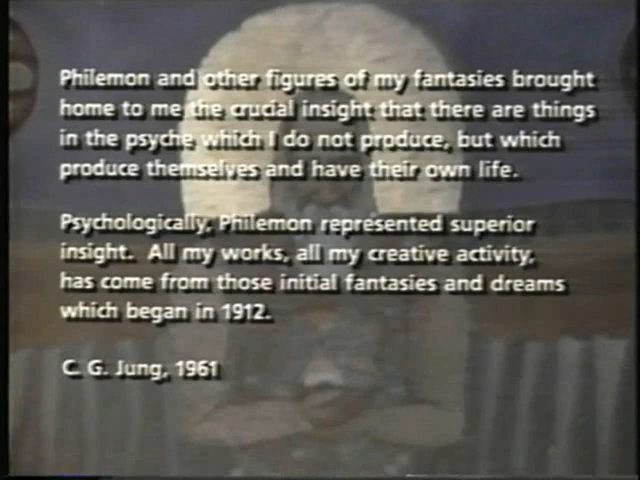 Philemon and other figures of my fantasies brought
home to me the crucial insight that there are things
in the psyche which I do not produce, but which
produce themselves and have their own life.
Psychologically, Philemon represented superior
insight. All my works, all my creative activity,
has come from those initial fantasies and dreams
which began in 1912.
C. G. Jung, 1961